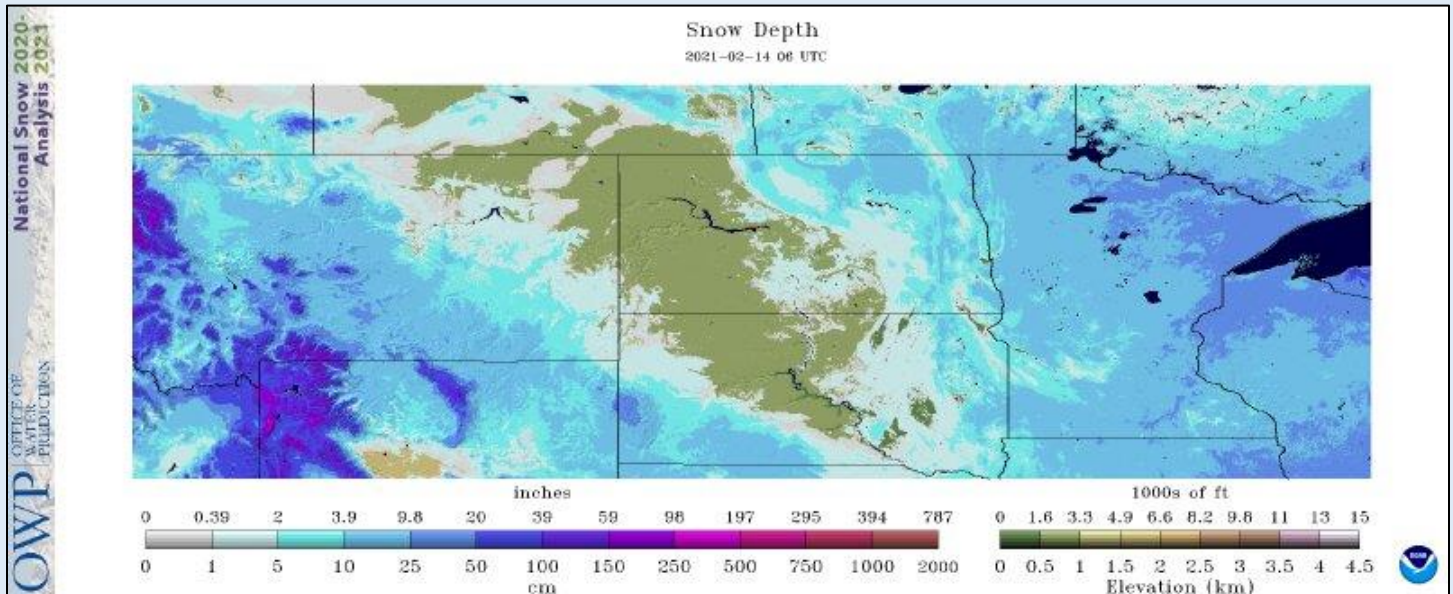 National Snow 2020-
Analysis 2021
OWP
OFFICE OF
WATER
PREDICTION
Snow Depth
2021-02-14 06 UTC
inches
0 0.39 2 3.9 9.8 20 39 59 98 197 295 394 787
0 1 5 10 25 50 100 150 250 500 750 1000 2000
cm
1000s of ft
0 1.6 3.3 4.9 6.6 8.2 9.8 11 13 15
0 0.5 1 1.5 2 2.5 3 3.5 4 4.5
Elevation (km)